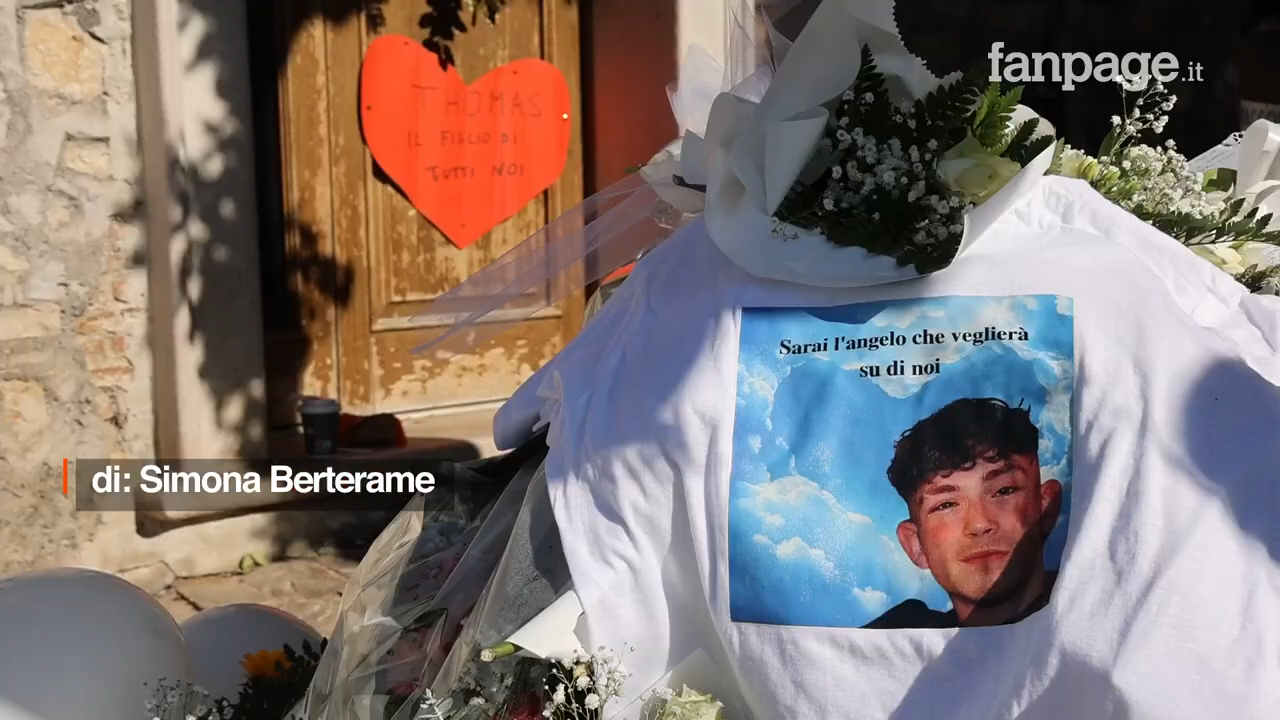 fanpage.it
THOMAS
IL FIGLIO DI
TUTTI NOI
Sarai l'angelo che veglierà
su di noi
di: Simona Berterame